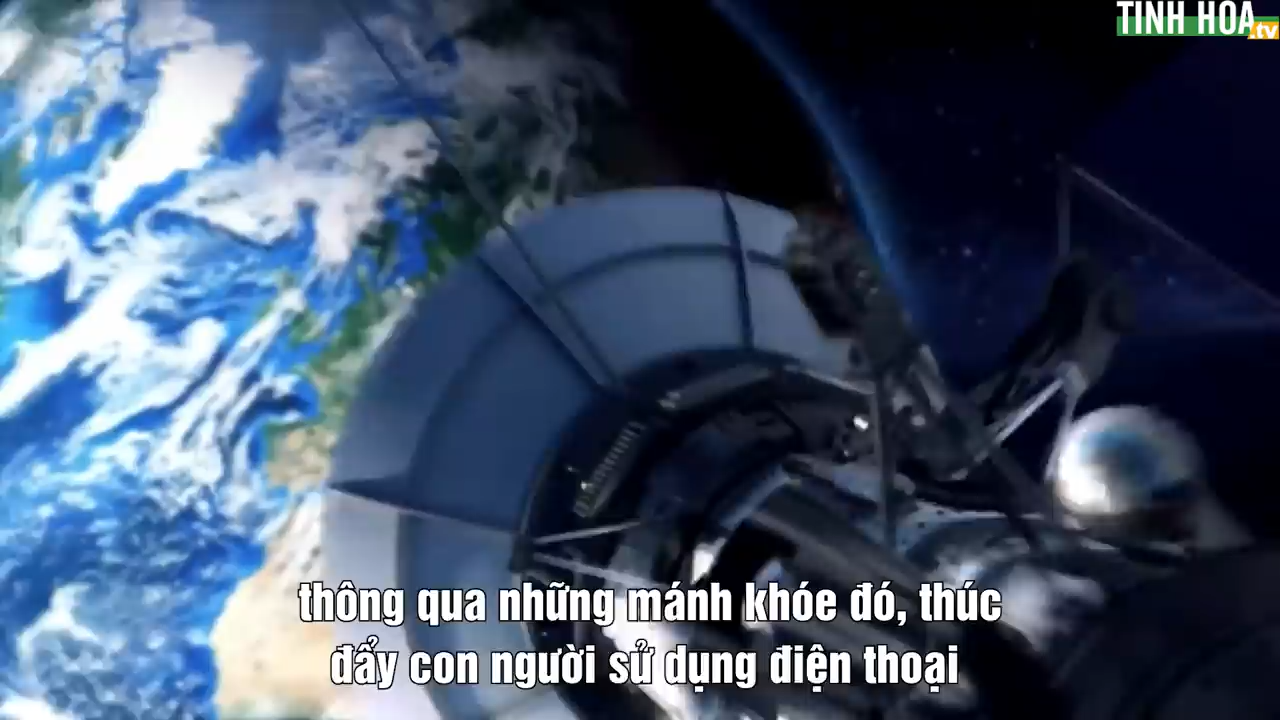 TINH HOA
.tv
thông qua những mánh khóe đó, thúc
đẩy con người sử dụng điện thoại